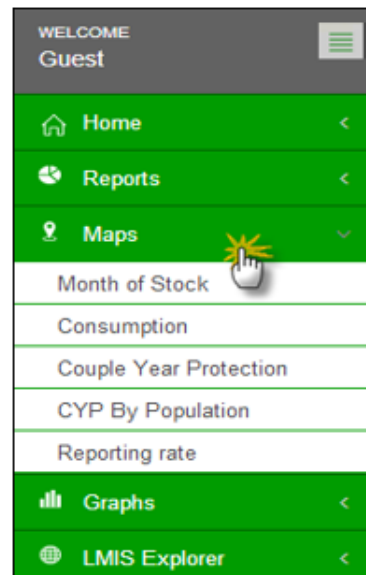 WELCOME
Guest
Home
Reports
Maps
Month of Stock
Consumption
Couple Year Protection
CYP By Population
Reporting rate
Graphs
LMIS Explorer